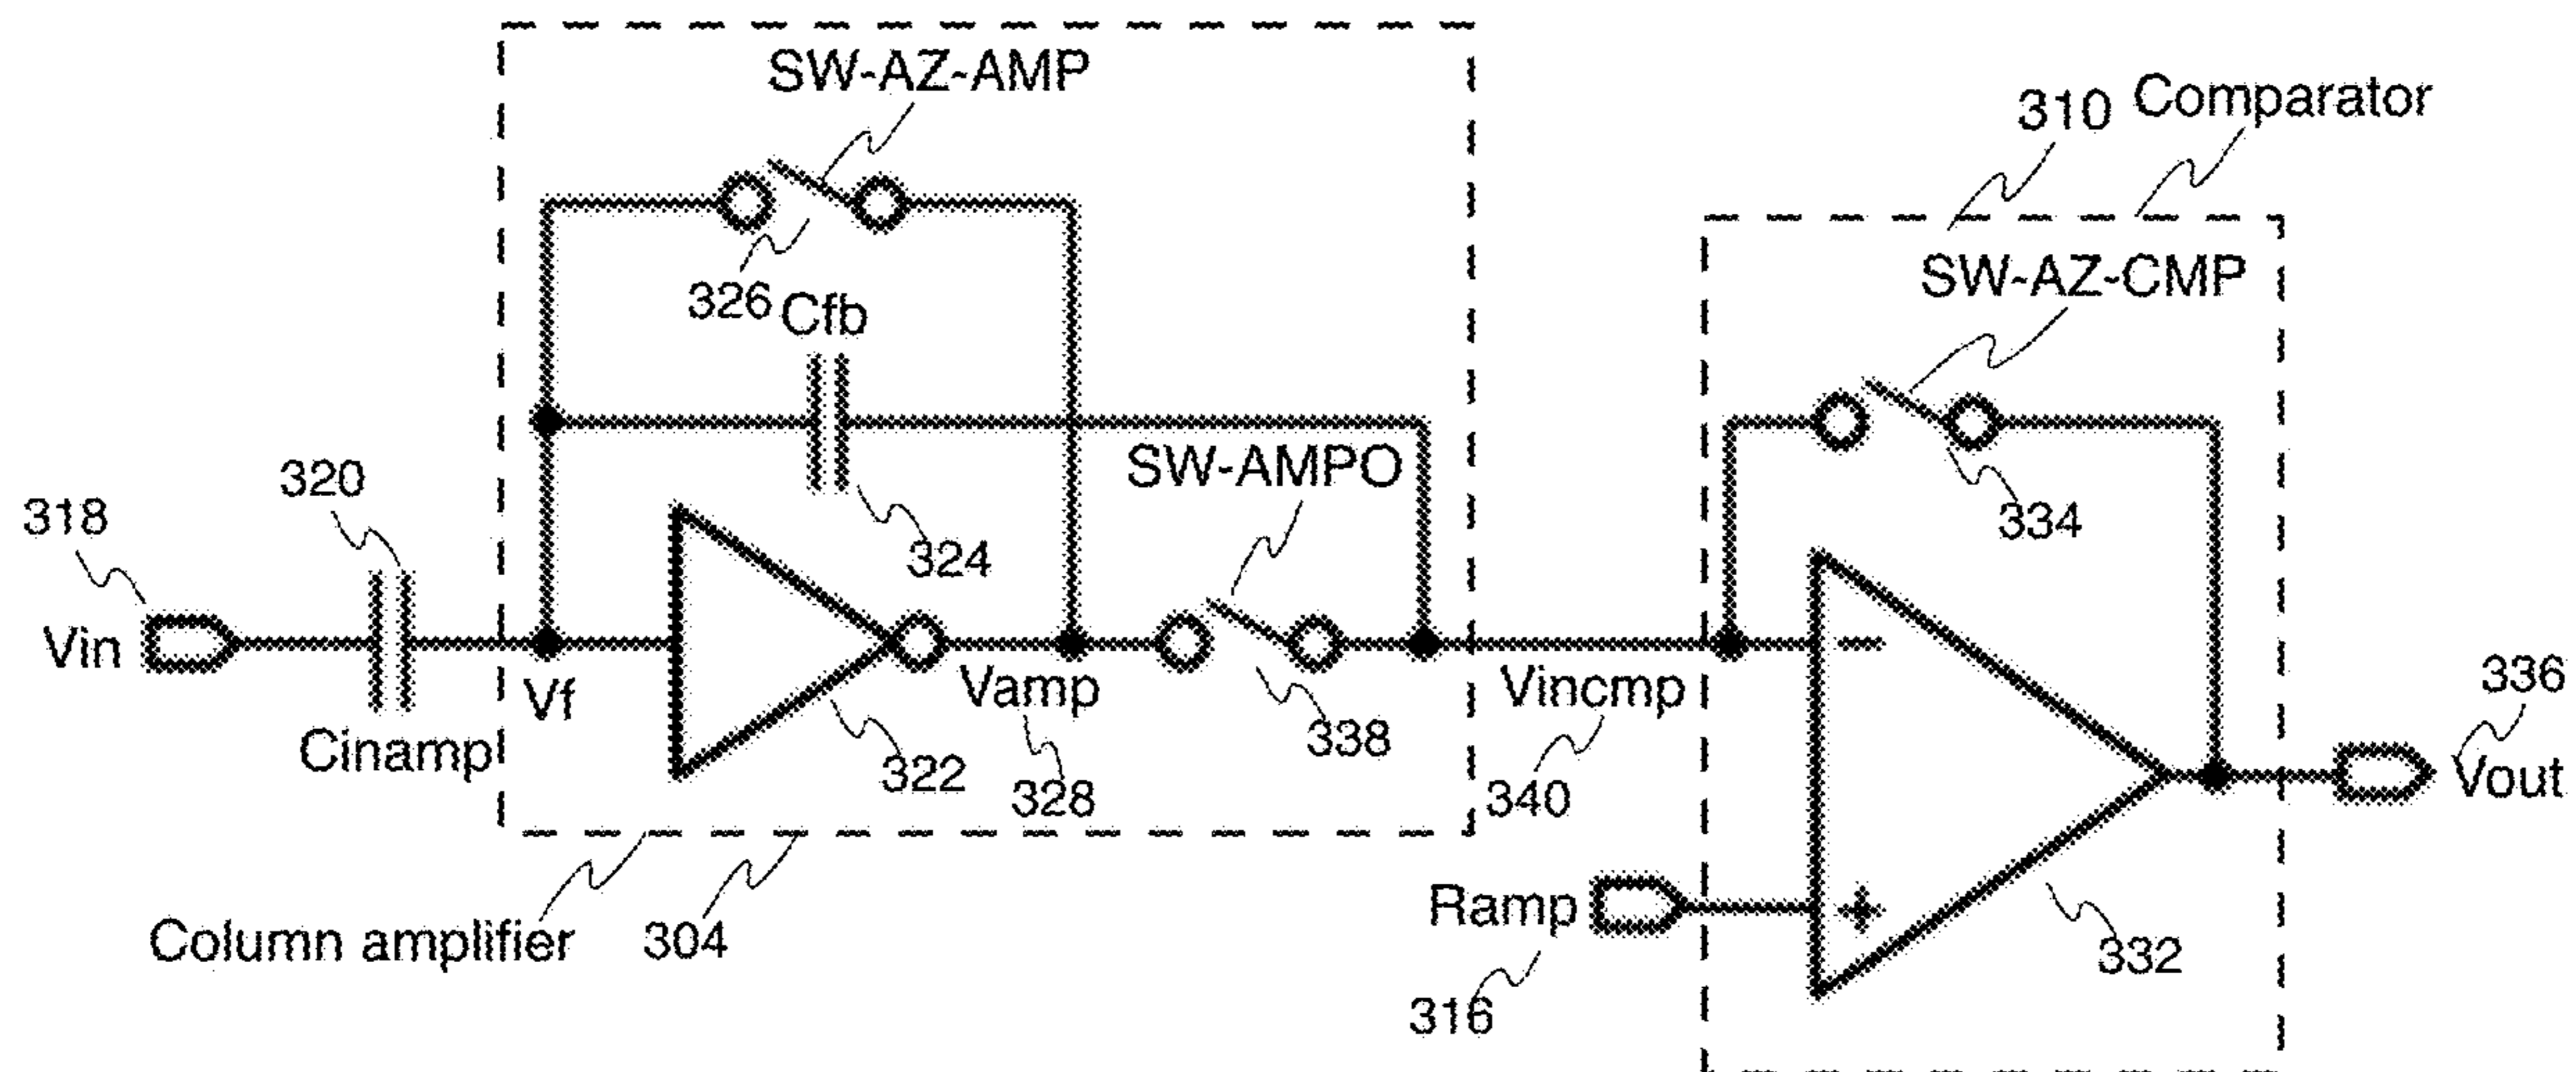 SW-AZ-AMP
310 Comparator
SW-AZ-CMP
326 Cfb
320
SW-AMPO
318
324
334
Vin
Vf
Vamp
Vincmp
336
Cinamp
322
328
338
340
Vout
Ramp
Column amplifier
304
332
316
-
+